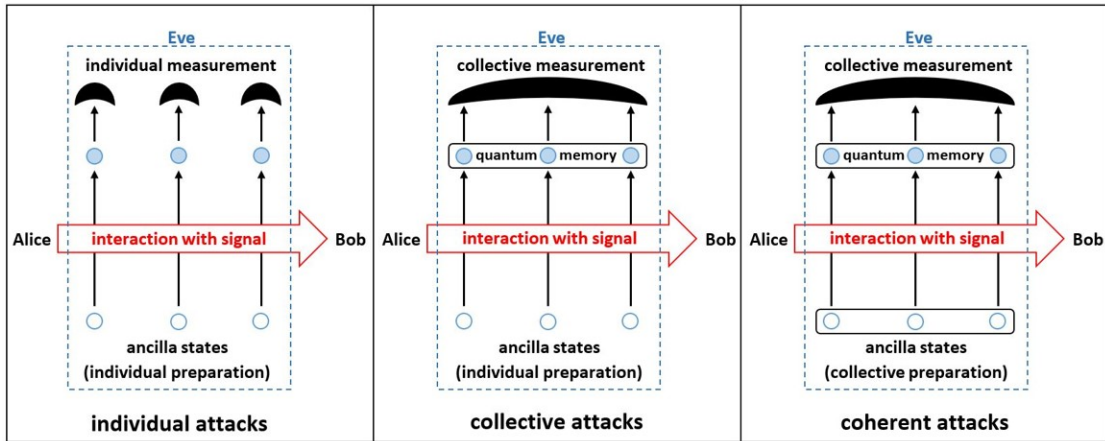 Eve
individual measurement
Alice
interaction with signal
Bob
ancilla states
(individual preparation)
individual attacks
Eve
collective measurement
quantum memory
Alice
interaction with signal
Bob
ancilla states
(individual preparation)
collective attacks
Eve
collective measurement
quantum memory
Alice
interaction with signal
Bob
ancilla states
(collective preparation)
coherent attacks